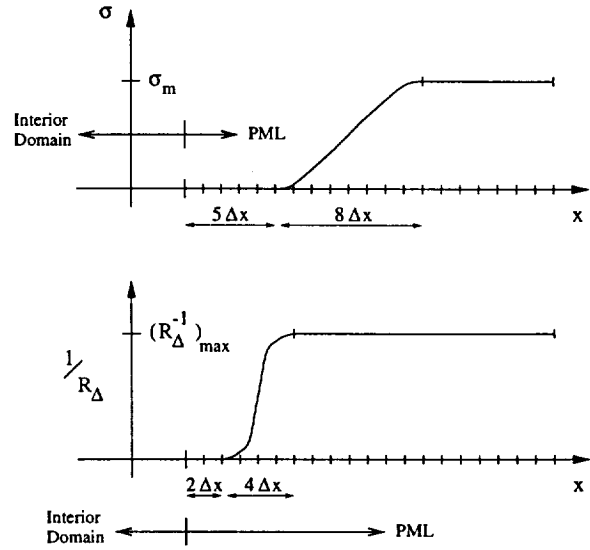 σ
σm
Interior
Domain
PML
5 Δx
8 Δx
x
(R⁻¹Δ)max
1/RΔ
2 Δx
4 Δx
x
Interior
Domain
PML